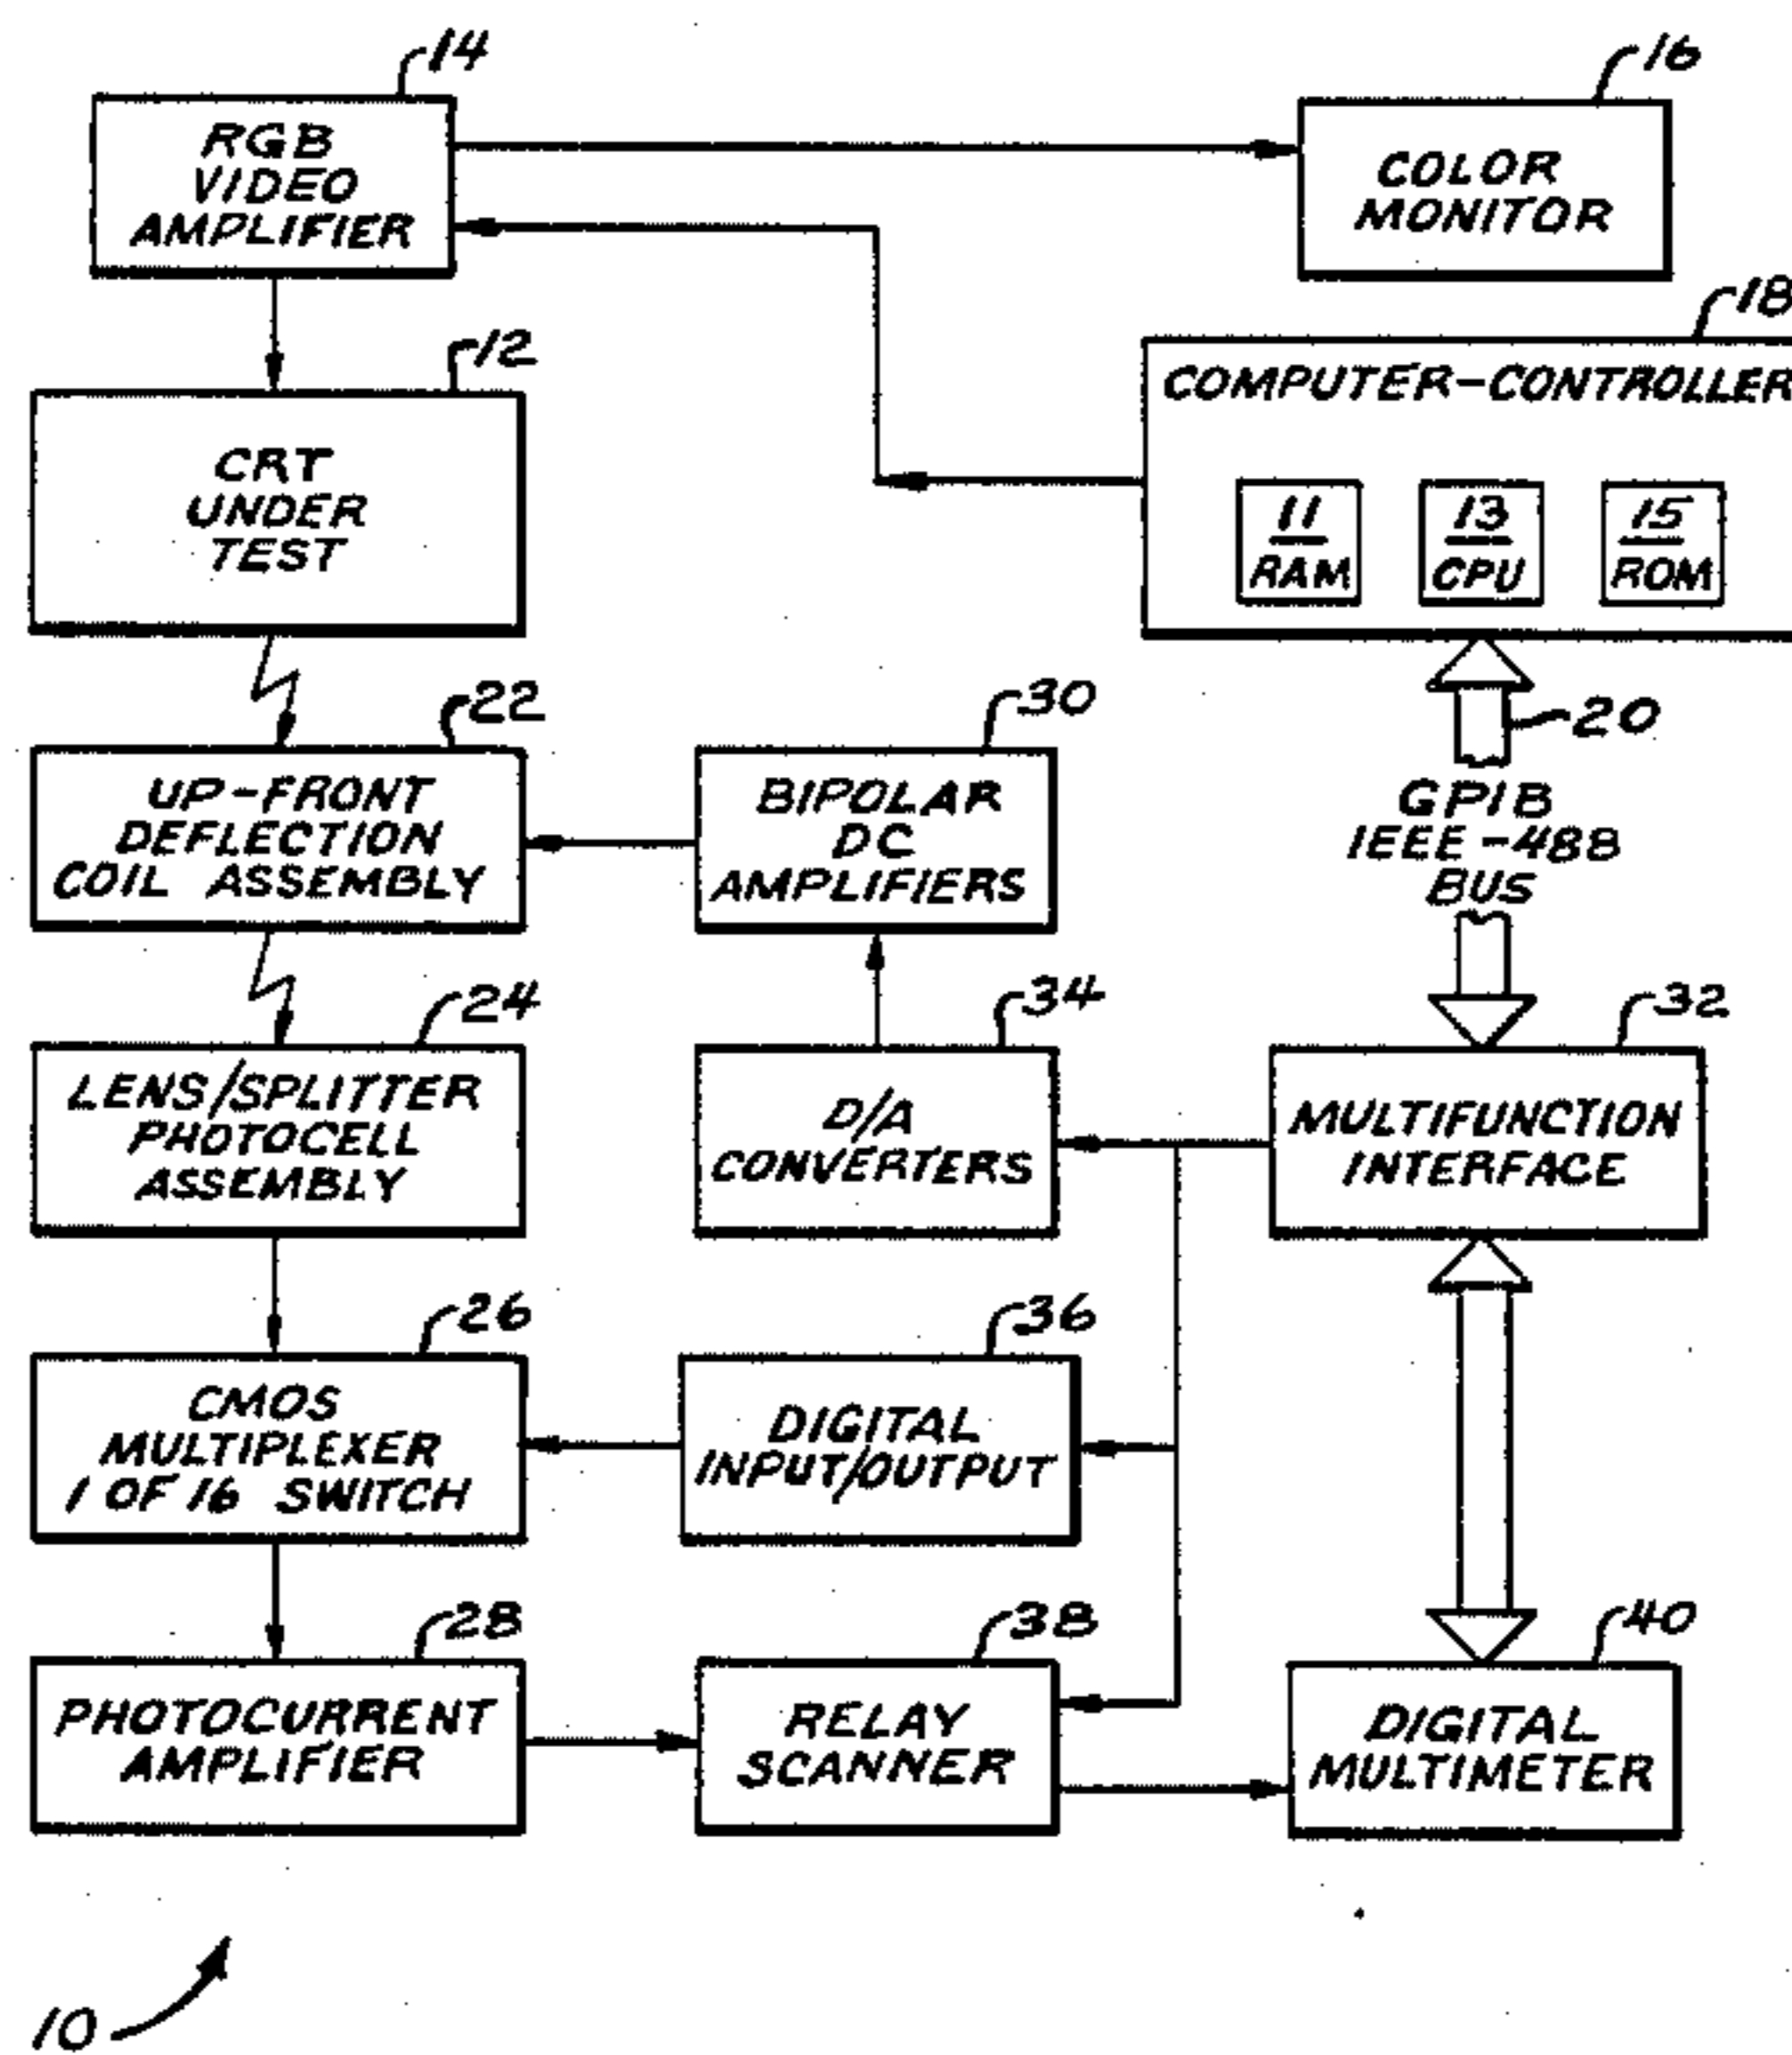 14
RGB
VIDEO
AMPLIFIER
16
COLOR
MONITOR
18
COMPUTER-CONTROLLER
11
RAM
13
CPU
15
ROM
12
CRT
UNDER
TEST
20
GPIB
IEEE-488
BUS
22
UP-FRONT
DEFLECTION
COIL ASSEMBLY
30
BIPOLAR
DC
AMPLIFIERS
24
LENS/SPLITTER
PHOTOCELL
ASSEMBLY
34
D/A
CONVERTERS
32
MULTIFUNCTION
INTERFACE
26
CMOS
MULTIPLEXER
1 OF 16 SWITCH
36
DIGITAL
INPUT/OUTPUT
28
PHOTOCURRENT
AMPLIFIER
38
RELAY
SCANNER
40
DIGITAL
MULTIMETER
10